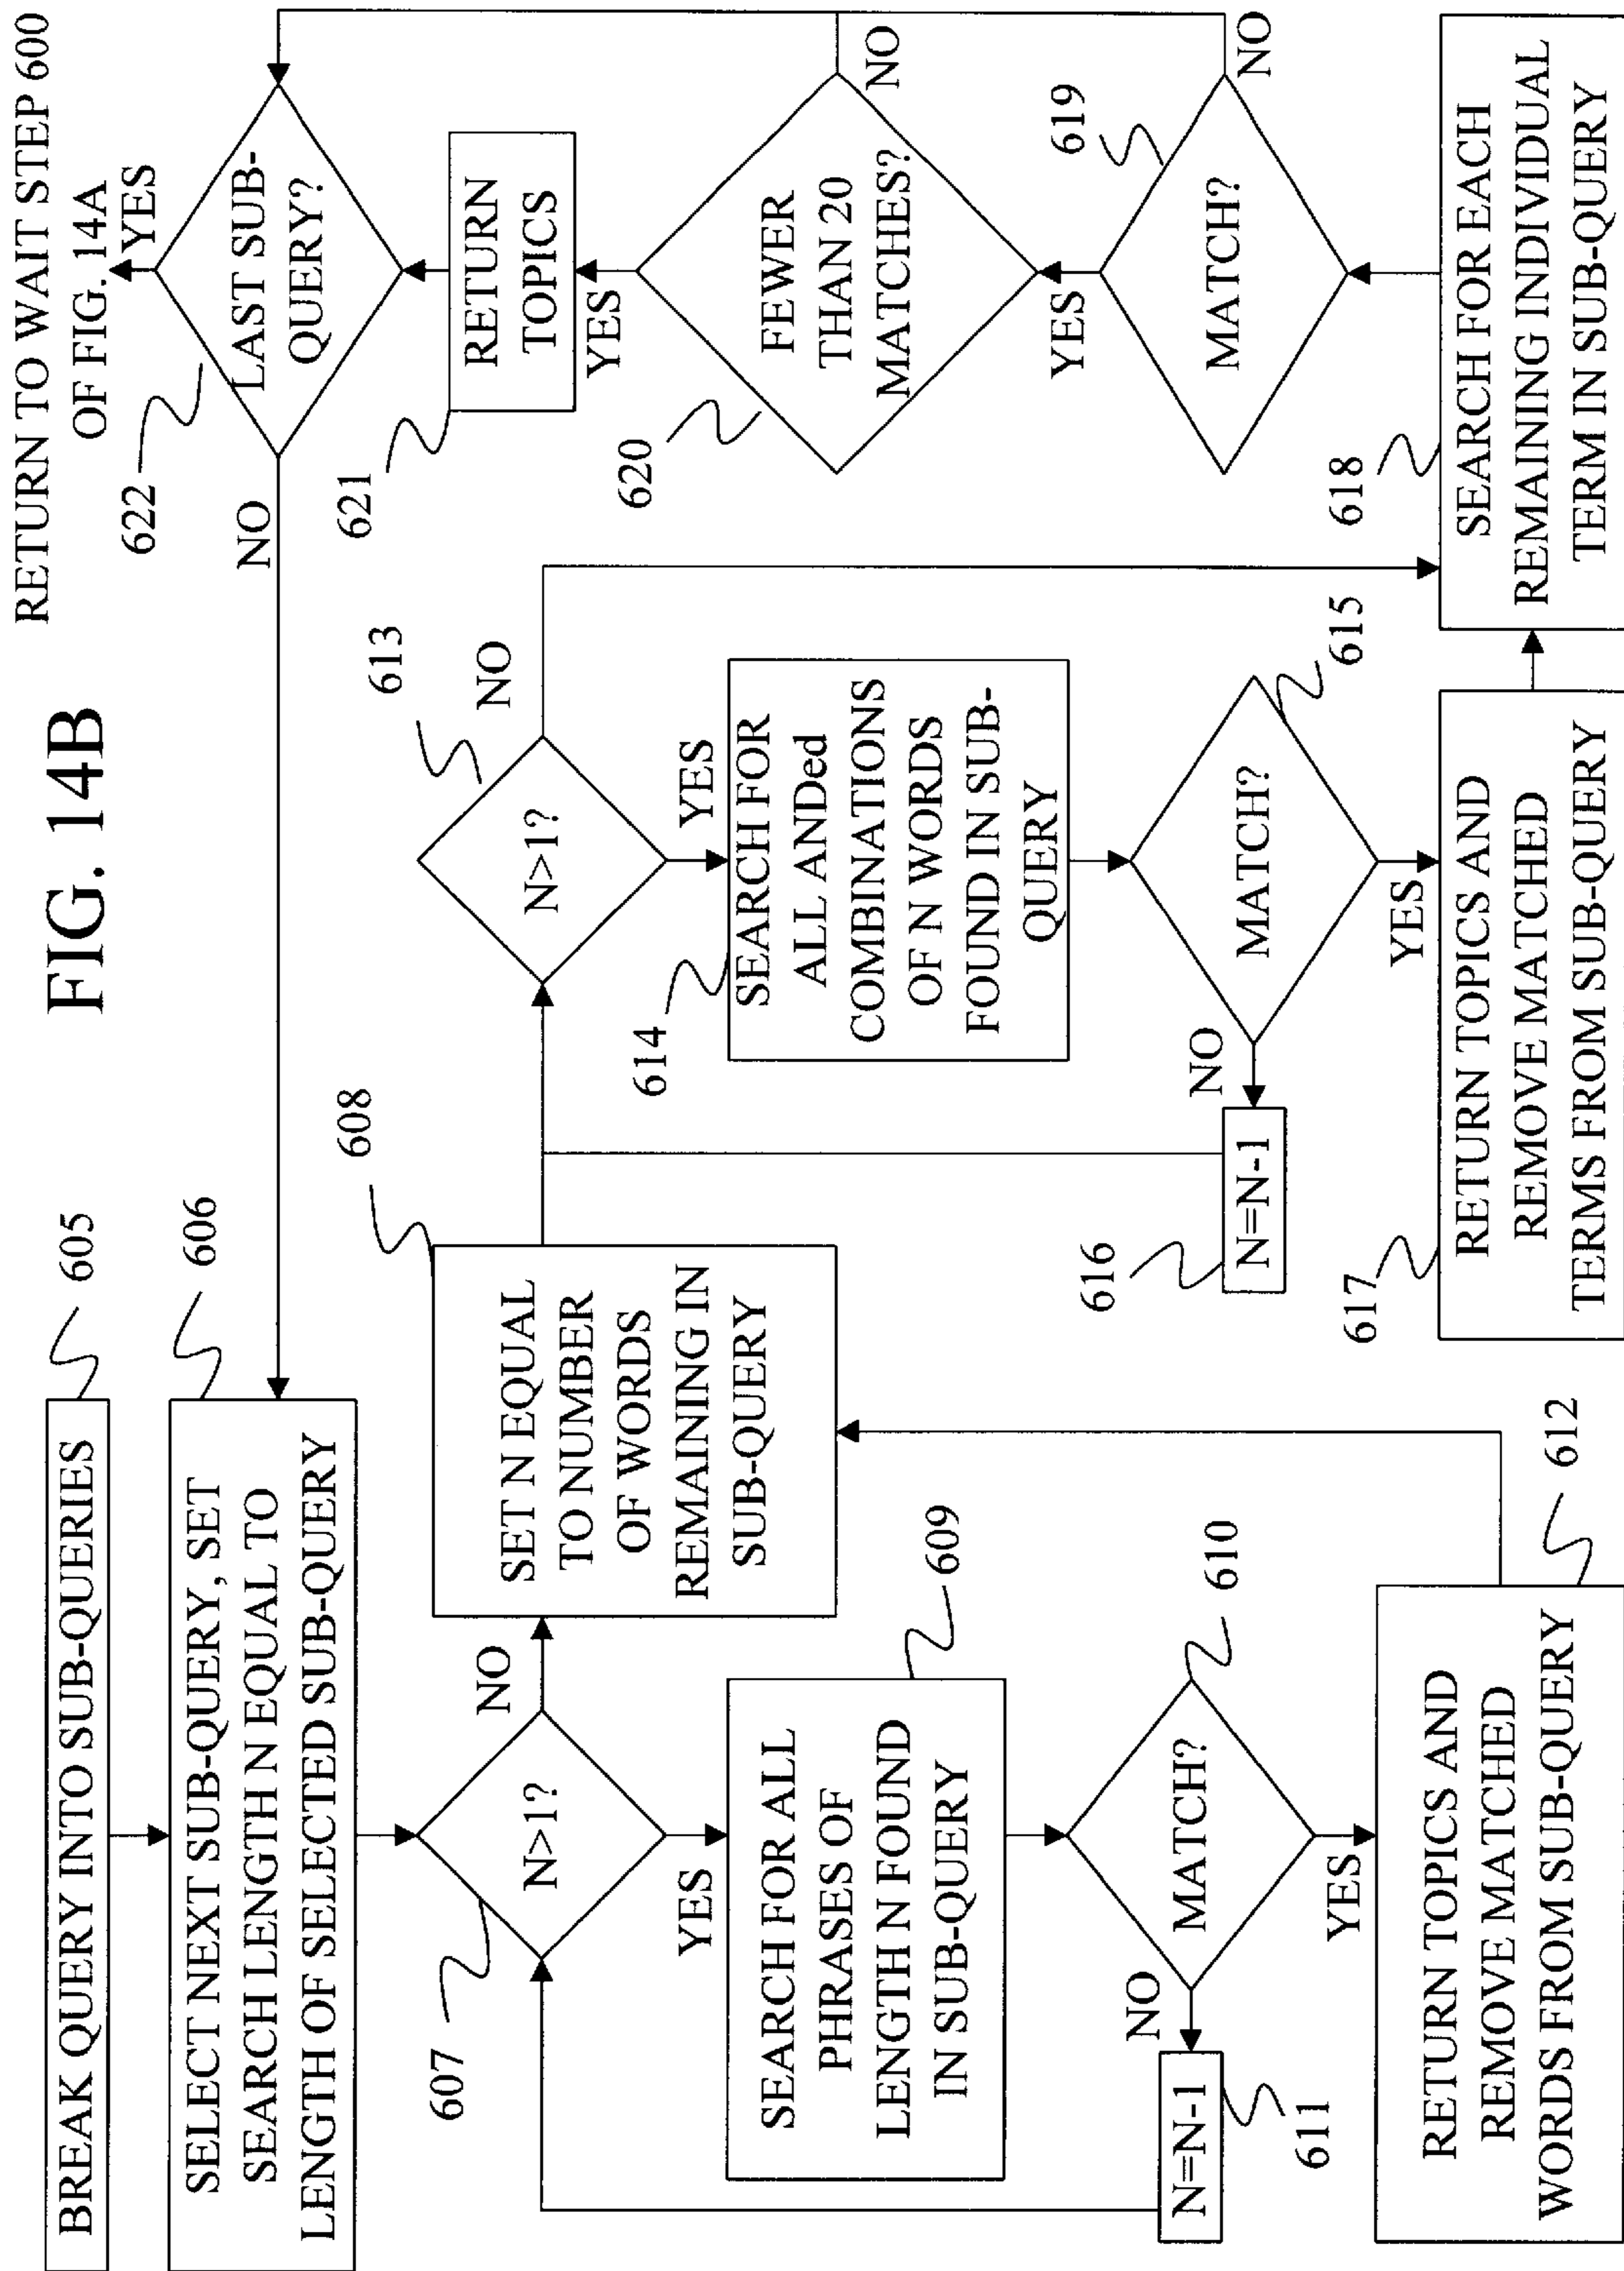 FIG. 14B
RETURN TO WAIT STEP 600
OF FIG. 14A
BREAK QUERY INTO SUB-QUERIES
605
SELECT NEXT SUB-QUERY, SET
SEARCH LENGTH N EQUAL TO
LENGTH OF SELECTED SUB-QUERY
606
N>1?
607
NO
YES
SET N EQUAL
TO NUMBER
OF WORDS
REMAINING IN
SUB-QUERY
608
SEARCH FOR ALL
PHRASES OF
LENGTH N FOUND
IN SUB-QUERY
609
MATCH?
610
NO
YES
N=N-1
611
RETURN TOPICS AND
REMOVE MATCHED
WORDS FROM SUB-QUERY
612
N>1?
613
NO
YES
SEARCH FOR
ALL ANDed
COMBINATIONS
OF N WORDS
FOUND IN SUB-
QUERY
614
MATCH?
615
NO
YES
N=N-1
616
RETURN TOPICS AND
REMOVE MATCHED
TERMS FROM SUB-QUERY
617
SEARCH FOR EACH
REMAINING INDIVIDUAL
TERM IN SUB-QUERY
618
MATCH?
619
NO
YES
FEWER
THAN 20
MATCHES?
620
NO
YES
RETURN
TOPICS
621
LAST SUB-
QUERY?
622
NO
YES